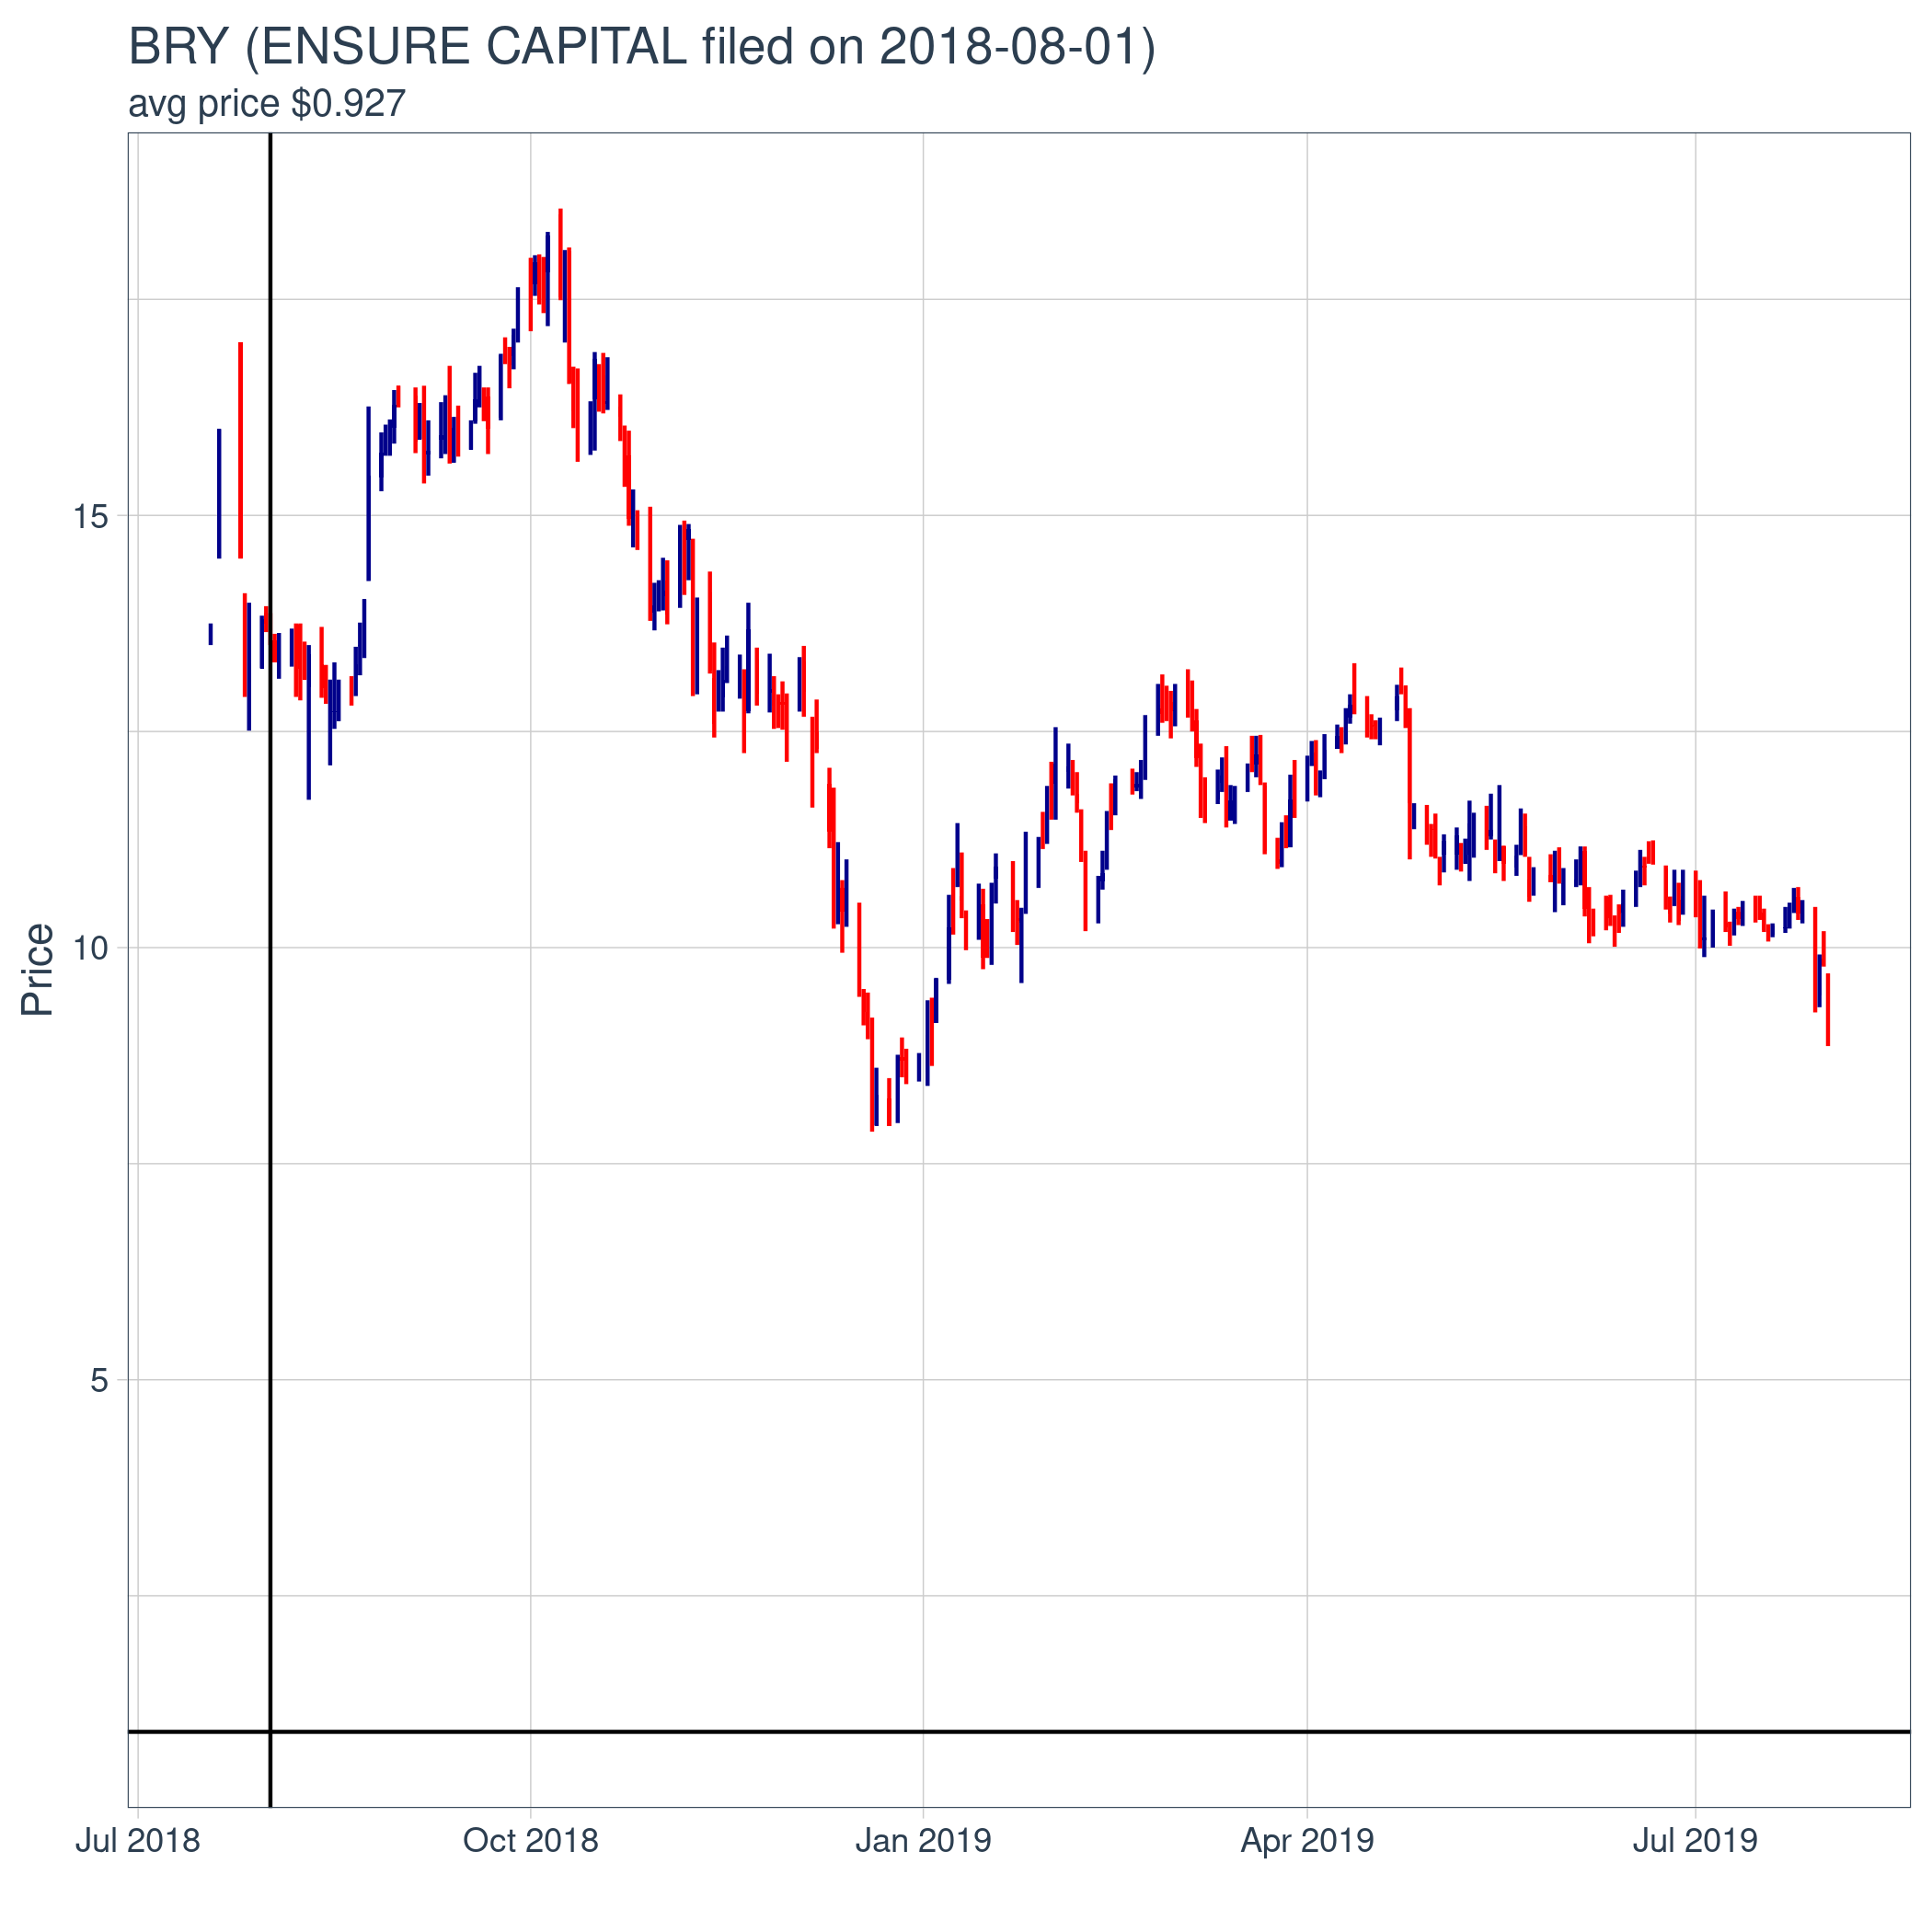 BRY (ENSURE CAPITAL filed on 2018-08-01)
avg price $0.927
Price
15
10
5
Jul 2018
Oct 2018
Jan 2019
Apr 2019
Jul 2019